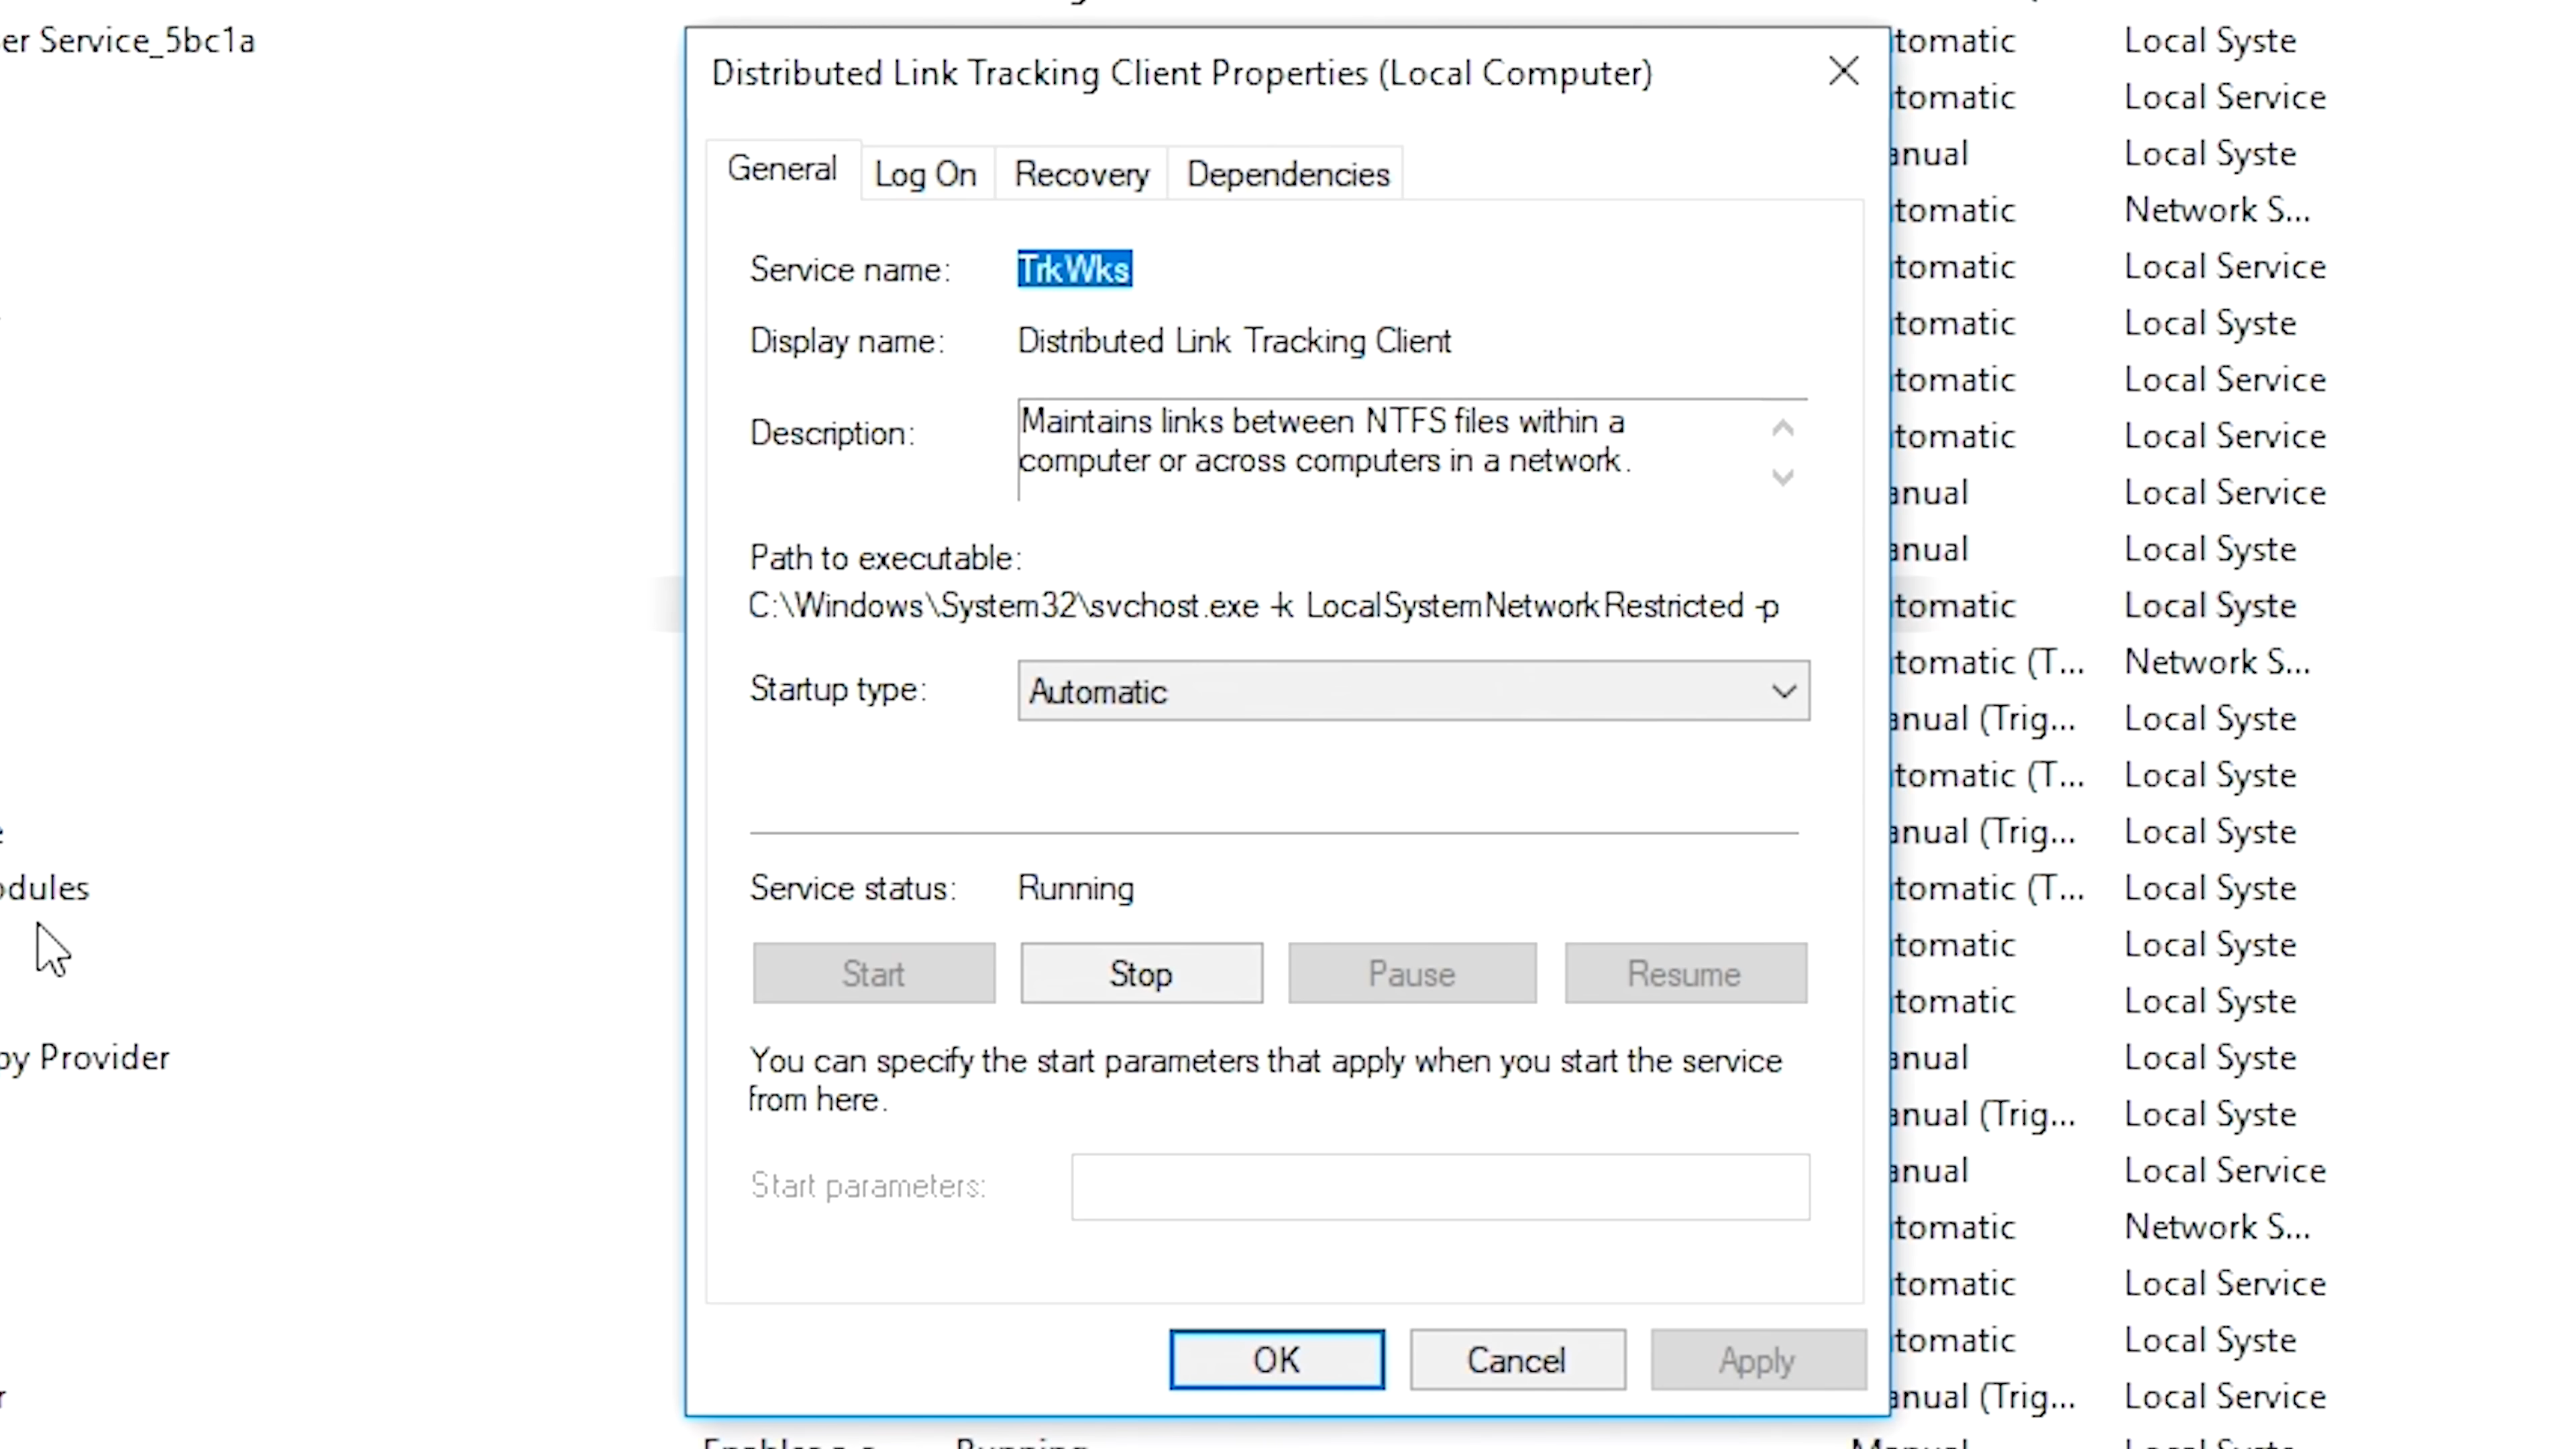 er Service_5bc1a
odules
by Provider
Distributed Link Tracking Client Properties (Local Computer)
General
Log On
Recovery
Dependencies
Service name:
TrkWks
Display name:
Distributed Link Tracking Client
Description:
Maintains links between NTFS files within a
computer or across computers in a network.
Path to executable:
C:\Windows\System32\svchost.exe -k LocalSystemNetworkRestricted -p
Startup type:
Automatic
Service status:
Running
Start
Stop
Pause
Resume
You can specify the start parameters that apply when you start the service
from here.
Start parameters:
OK
Cancel
Apply
tomatic Local Syste
tomatic Local Service
anual Local Syste
tomatic Network S...
tomatic Local Service
tomatic Local Syste
tomatic Local Service
tomatic Local Service
anual Local Service
anual Local Syste
tomatic Local Syste
tomatic (T... Network S...
anual (Trig... Local Syste
tomatic (T... Local Syste
anual (Trig... Local Syste
tomatic (T... Local Syste
tomatic Local Syste
tomatic Local Syste
anual Local Syste
anual (Trig... Local Syste
anual Local Service
tomatic Network S...
tomatic Local Service
tomatic Local Syste
anual (Trig... Local Service